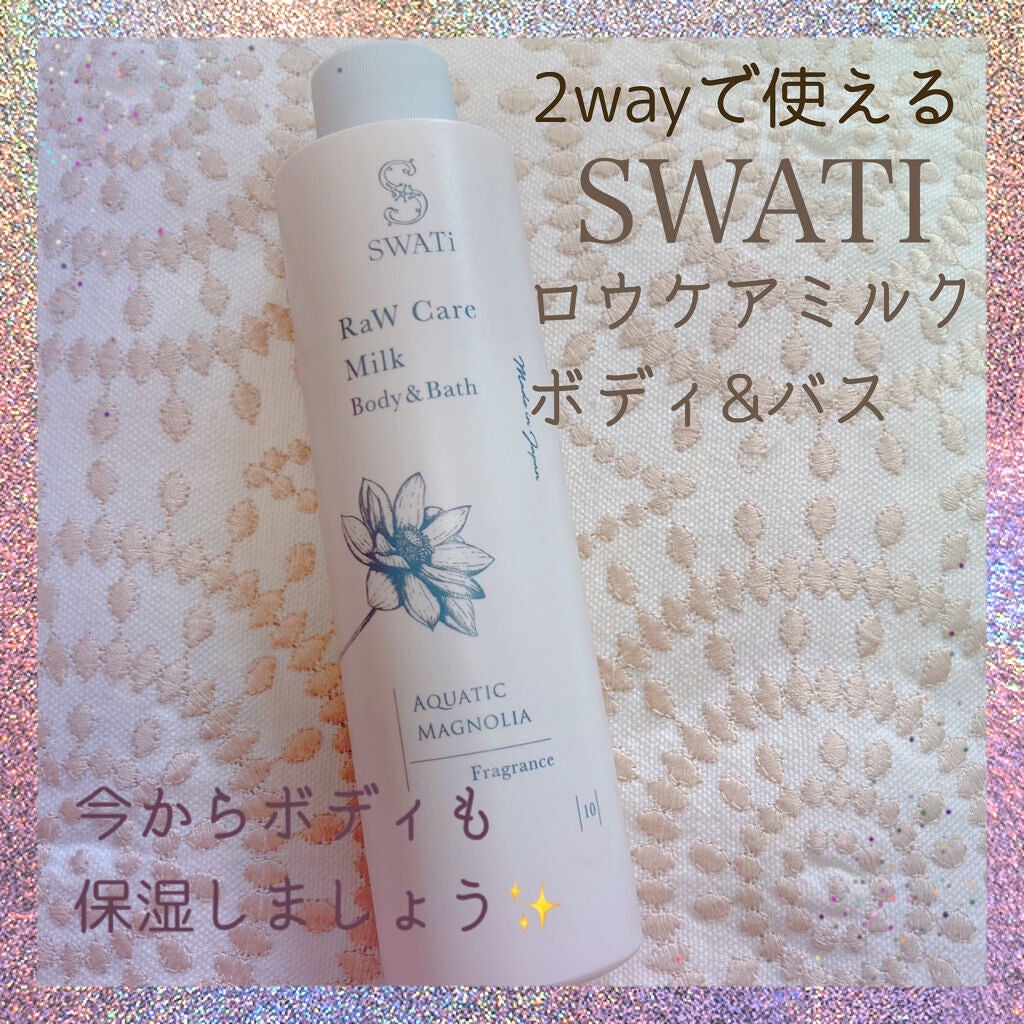 2wayで使える
SWATI
ロウケアミルク
ボディ&バス
S
SWATi
RaW Care
Milk
Body & Bath
Made in Japan
AQUATIC
MAGNOLIA
Fragrance
|10|
今からボディも
保湿しましょう✨